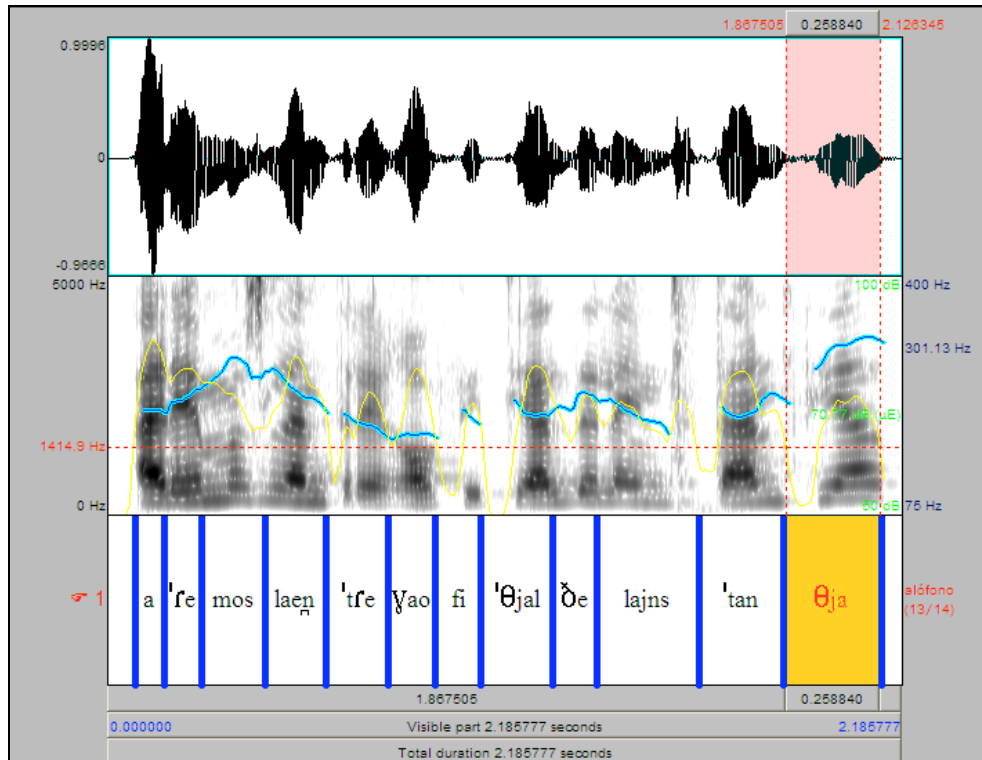 1.867505 0.258840 2.126345
0.9996
0
-0.9666
5000 Hz 100 dB 400 Hz
301.13 Hz
70.77 dB (µE)
1414.9 Hz
0 Hz 50 dB 75 Hz
☞ 1 a ˈɾe mos laen̪ ˈtɾe ɣao fi ˈθjal ðe lajns ˈtan θja alófono
(13/14)
1.867505 0.258840
0.000000 Visible part 2.185777 seconds 2.185777
Total duration 2.185777 seconds